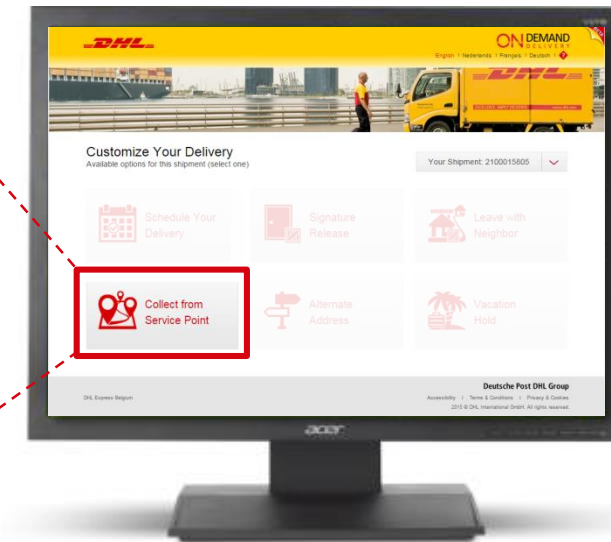 DHL
ON DEMAND
DELIVERY
English | Nederlands | Français | Deutsch | ?
DHL
Customize Your Delivery
Available options for this shipment (select one)
Your Shipment: 2100015805
Schedule Your
Delivery
Signature
Release
Leave with
Neighbor
Collect from
Service Point
Alternate
Address
Vacation
Hold
Deutsche Post DHL Group
DHL Express Belgium
Accessibility | Terms & Conditions | Privacy & Cookies
2015 © DHL International GmbH. All rights reserved.
acer